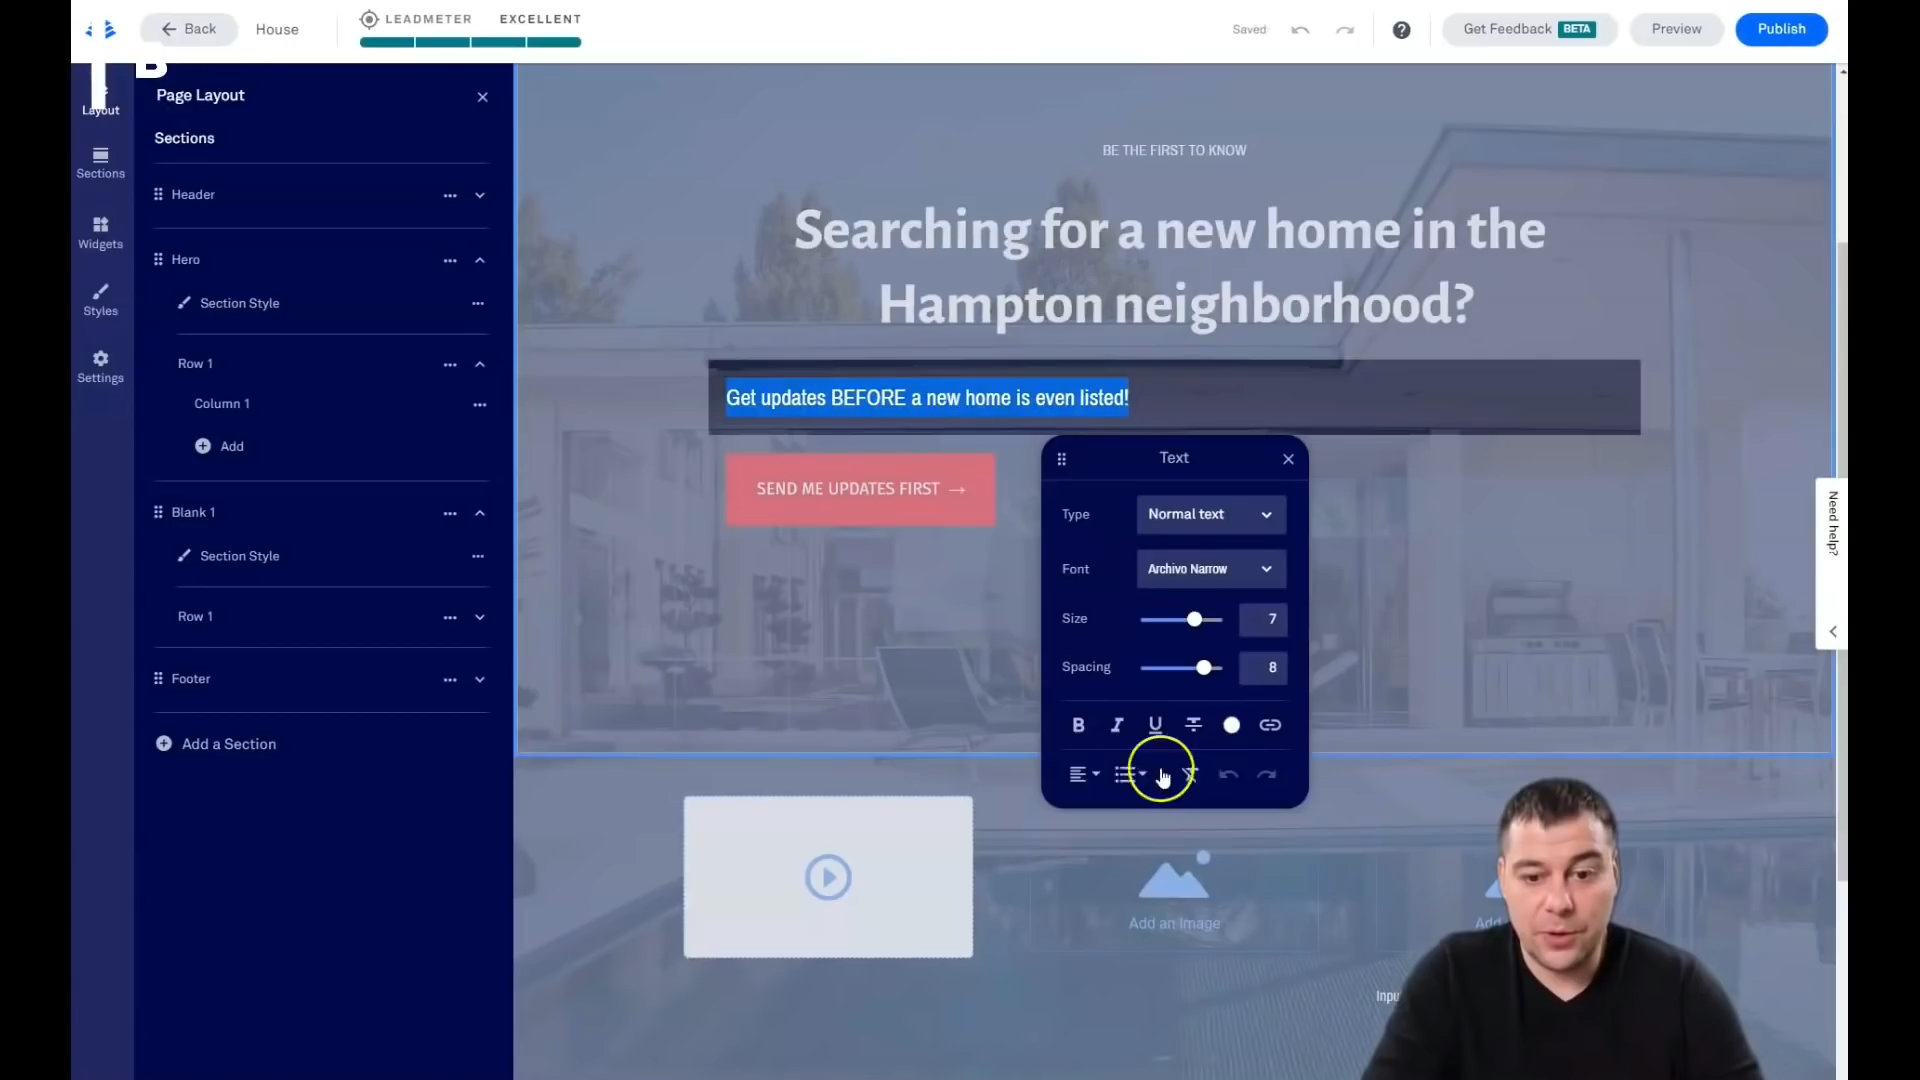 Back
House
LEADMETER EXCELLENT
Saved
Get Feedback BETA
Preview
Publish
B
Layout
Sections
Widgets
Styles
Settings
Page Layout
Sections
Header
Hero
Section Style
Row 1
Column 1
Add
Blank 1
Section Style
Row 1
Footer
Add a Section
BE THE FIRST TO KNOW
Searching for a new home in the
Hampton neighborhood?
Get updates BEFORE a new home is even listed!
SEND ME UPDATES FIRST →
Text
Type Normal text
Font Archivo Narrow
Size 7
Spacing 8
B I U
Add an Image
Add
Need help?